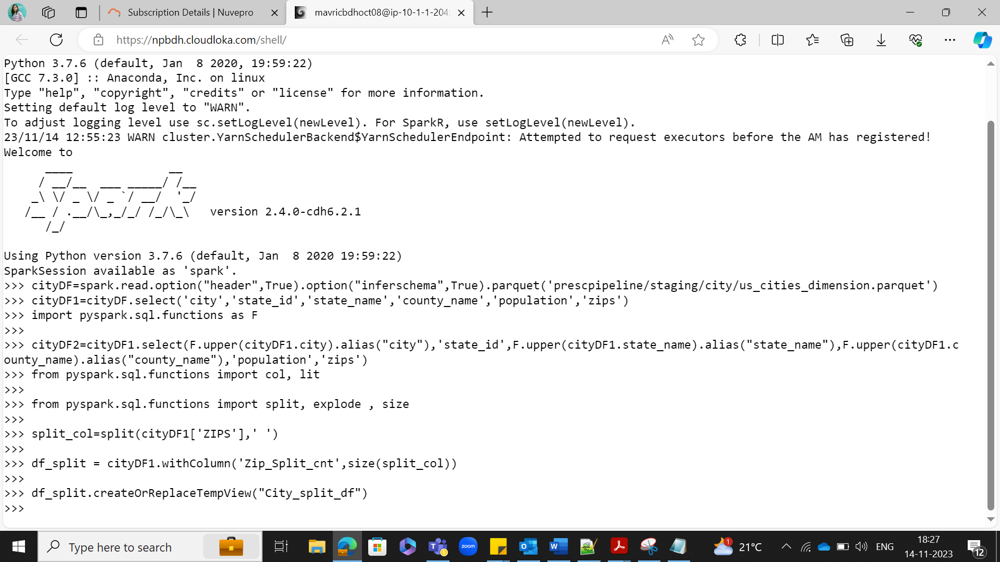 Subscription Details | Nuvepro
mavricbdhoct08@ip-10-1-1-204
https://npbdh.cloudloka.com/shell/
Python 3.7.6 (default, Jan  8 2020, 19:59:22)
[GCC 7.3.0] :: Anaconda, Inc. on linux
Type "help", "copyright", "credits" or "license" for more information.
Setting default log level to "WARN".
To adjust logging level use sc.setLogLevel(newLevel). For SparkR, use setLogLevel(newLevel).
23/11/14 12:55:23 WARN cluster.YarnSchedulerBackend$YarnSchedulerEndpoint: Attempted to request executors before the AM has registered!
Welcome to
      ____              __
     / __/__  ___ _____/ /__
    _\ \/ _ \/ _ `/ __/  '_/
   /__ / .__/\_,_/_/ /_/\_\   version 2.4.0-cdh6.2.1
      /_/
Using Python version 3.7.6 (default, Jan  8 2020 19:59:22)
SparkSession available as 'spark'.
>>> cityDF=spark.read.option("header",True).option("inferschema",True).parquet('prescpipeline/staging/city/us_cities_dimension.parquet')
>>> cityDF1=cityDF.select('city','state_id','state_name','county_name','population','zips')
>>> import pyspark.sql.functions as F
>>>
>>> cityDF2=cityDF1.select(F.upper(cityDF1.city).alias("city"),'state_id',F.upper(cityDF1.state_name).alias("state_name"),F.upper(cityDF1.c
ounty_name).alias("county_name"),'population','zips')
>>> from pyspark.sql.functions import col, lit
>>>
>>> from pyspark.sql.functions import split, explode , size
>>>
>>> split_col=split(cityDF1['ZIPS'],' ')
>>>
>>> df_split = cityDF1.withColumn('Zip_Split_cnt',size(split_col))
>>>
>>> df_split.createOrReplaceTempView("City_split_df")
>>>
Type here to search
zoom
1
21°C
ENG
18:27
14-11-2023
12